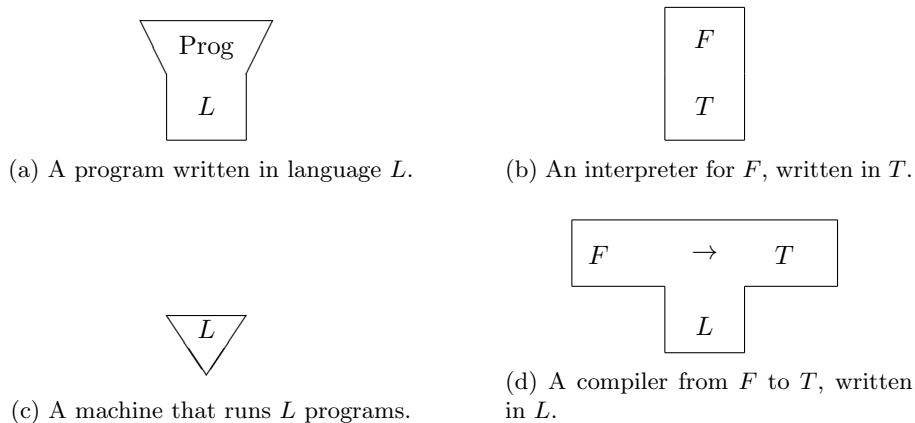 Prog
L
(a) A program written in language L.
F
T
(b) An interpreter for F, written in T.
L
(c) A machine that runs L programs.
F → T
L
(d) A compiler from F to T, written
in L.